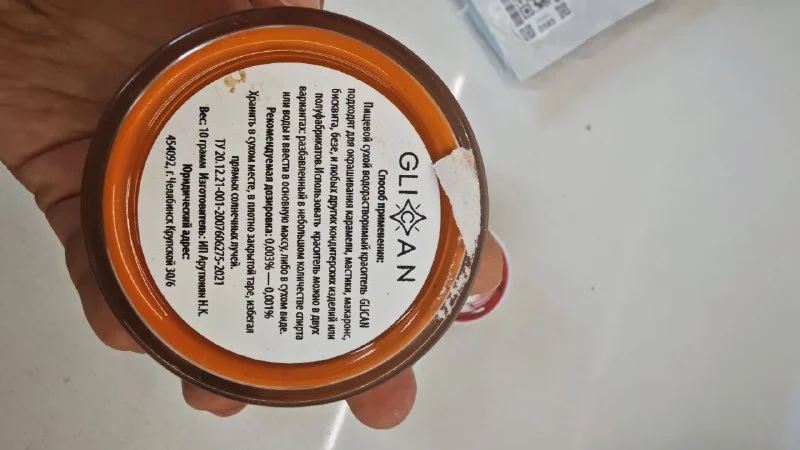 GLICAN
Способ применения:
Пищевой сухой водорастворимый краситель GLICAN
подходят для окрашивания карамели, мастики, макаронс,
бисквита, безе, и любых других кондитерских изделий или
полуфабрикатов.Использовать краситель можно в двух
вариантах: разбавленный в небольшом количестве спирта
или воды и ввести в основную массу, либо в сухом виде.
Рекомендуемая дозировка: 0,003% — 0,001%
Хранить в сухом месте, в плотно закрытой таре, избегая
прямых солнечных лучей.
ТУ 20.12.21-001-2007606275-2021
Вес: 10 грамм Изготовитель: ИП Арутюнян Н.К.
Юридический адрес:
454092, г. Челябинск Крупской 30/6